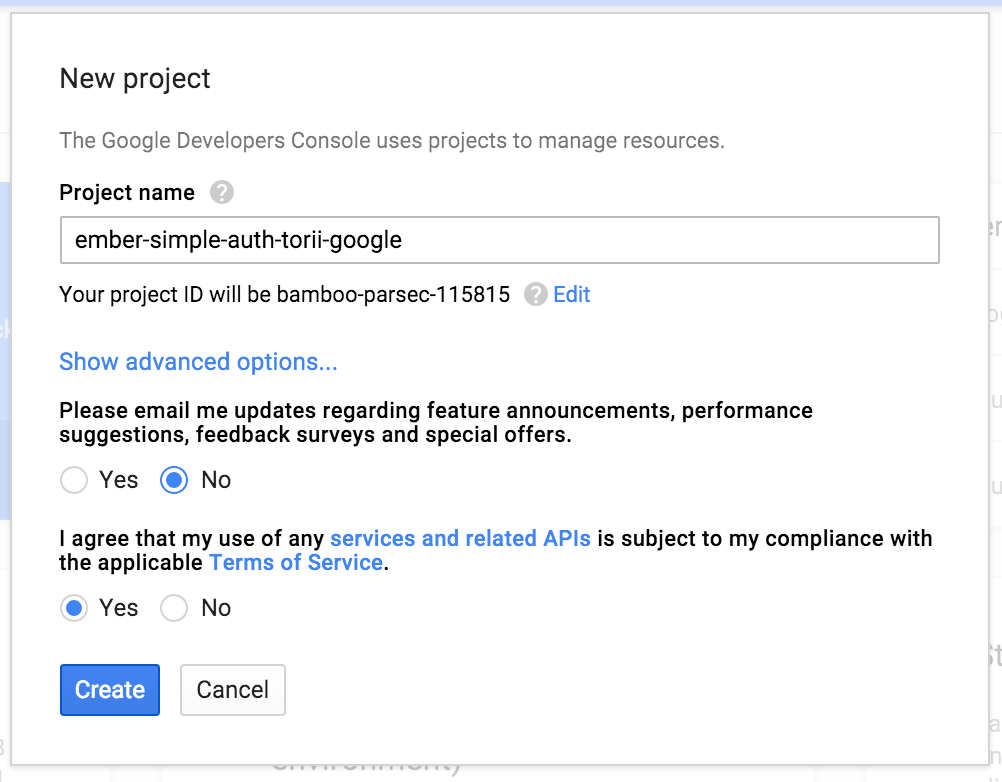 New project
The Google Developers Console uses projects to manage resources.
Project name ?
ember-simple-auth-torii-google
Your project ID will be bamboo-parsec-115815 ? Edit
Show advanced options...
Please email me updates regarding feature announcements, performance
suggestions, feedback surveys and special offers.
Yes No
I agree that my use of any services and related APIs is subject to my compliance with
the applicable Terms of Service.
Yes No
Create Cancel